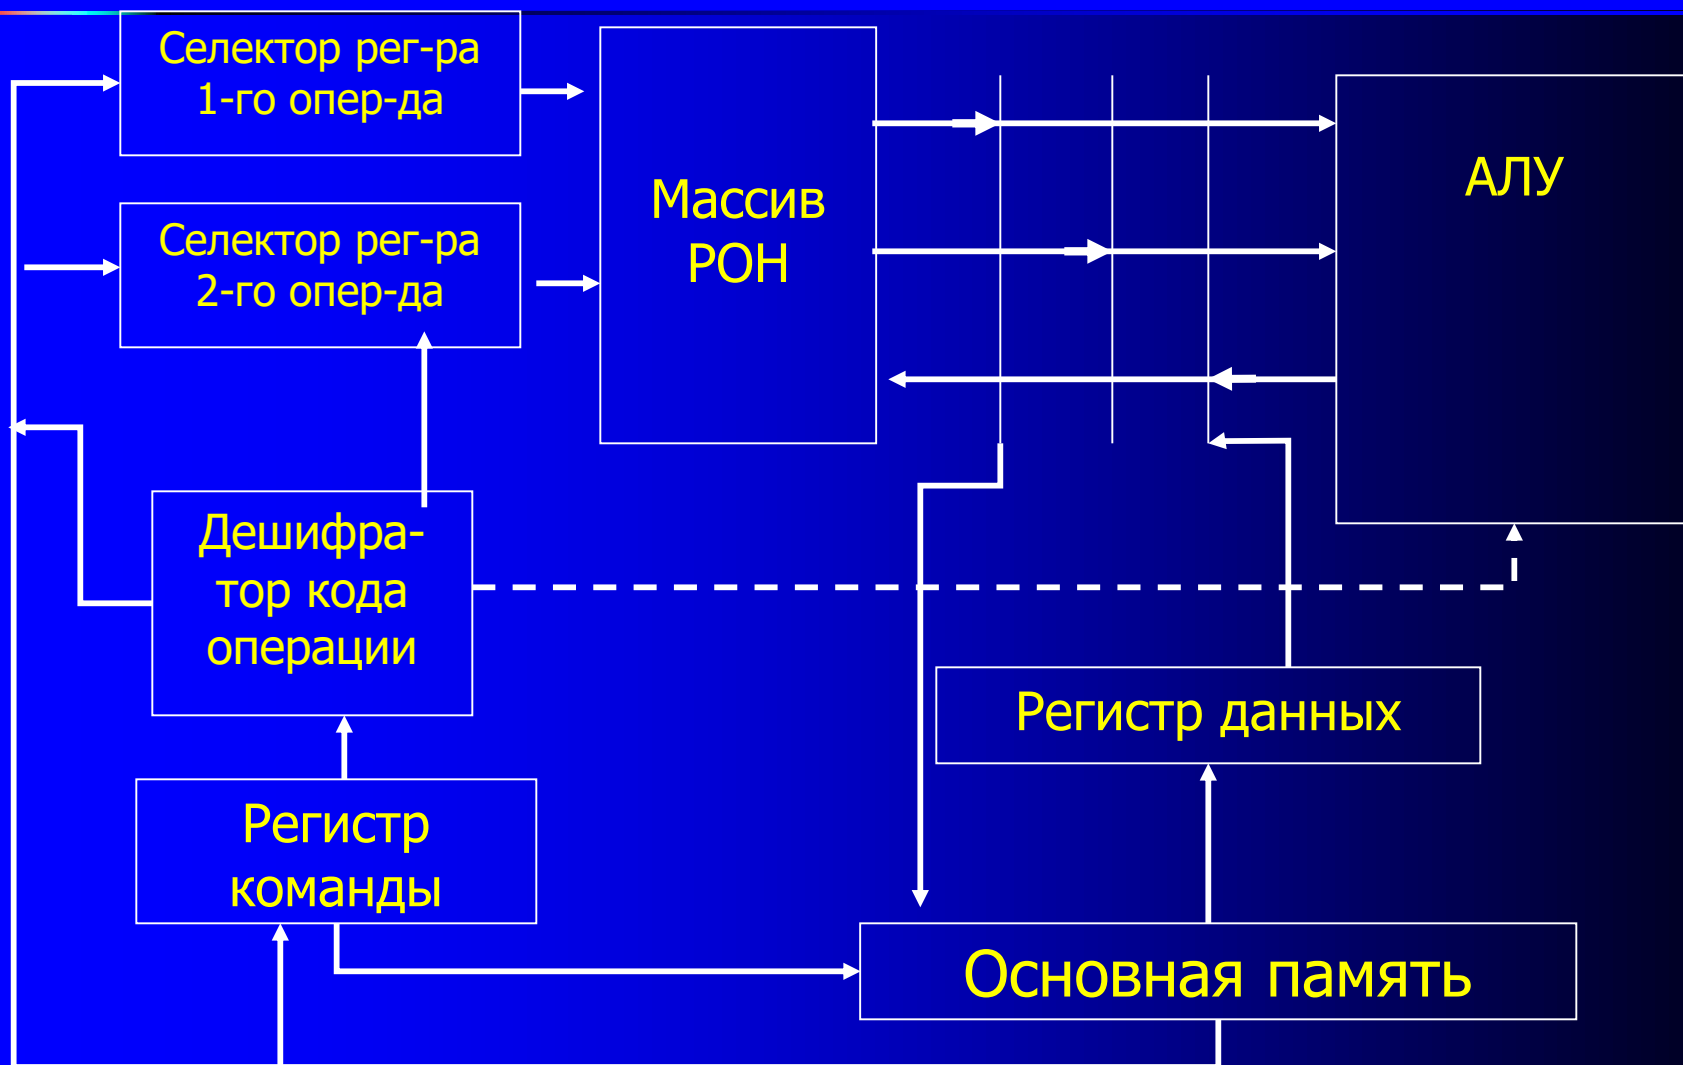 Селектор рег-ра
1-го опер-да
Массив
РОН
АЛУ
Селектор рег-ра
2-го опер-да
Дешифра-
тор кода
операции
Регистр данных
Регистр
команды
Основная память